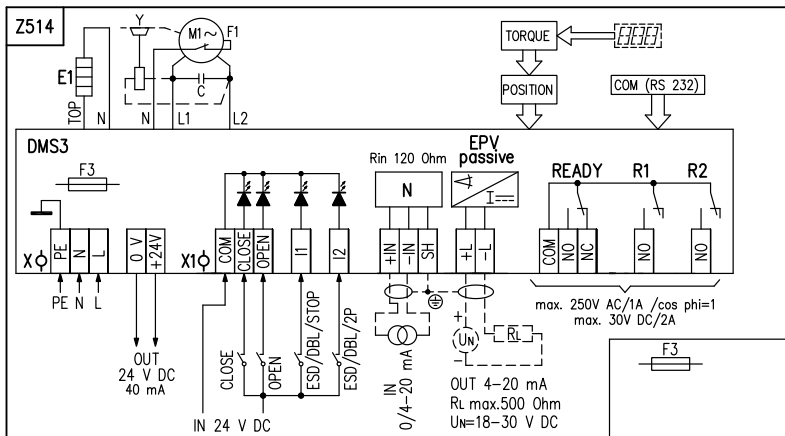 Z514
Y
M1~
F1
E1
C
TOP
N
N
L1
L2
TORQUE
POSITION
COM (RS 232)
DMS3
F3
Rin 120 Ohm
N
EPV
passive
I
READY
R1
R2
X
PE
N
L
0 V
+24V
X1
COM
CLOSE
OPEN
I1
I2
+IN
-IN
SH
+L
-L
COM
NO
NC
NO
NO
PE N L
OUT
24 V DC
40 mA
CLOSE
OPEN
ESD/DBL/STOP
ESD/DBL/2P
IN 24 V DC
IN
0/4-20 mA
+
UN
-
RL
OUT 4-20 mA
RL max.500 Ohm
UN=18-30 V DC
max. 250V AC/1A /cos phi=1
max. 30V DC/2A
F3